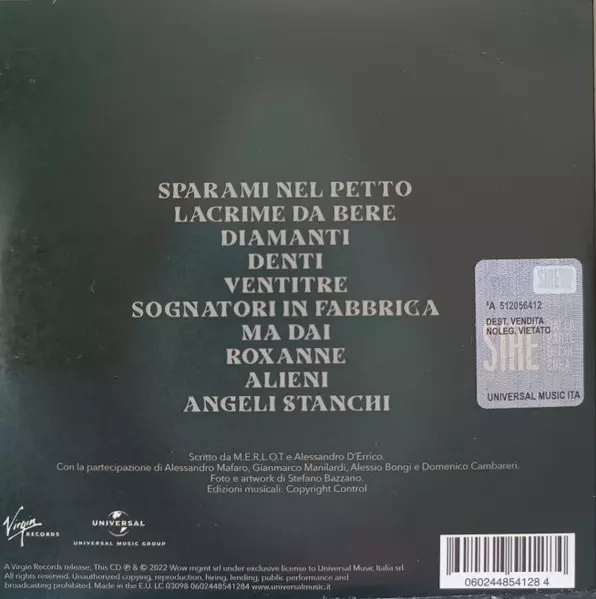 SPARAMI NEL PETTO
LACRIME DA BERE
DIAMANTI
DENTI
VENTITRE
SOGNATORI IN FABBRICA
MA DAI
ROXANNE
ALIENI
ANGELI STANCHI
SIAE
*A 512056412
DEST. VENDITA
NOLEG. VIETATO
UNIVERSAL MUSIC ITA
Scritto da M.E.R.L.O.T e Alessandro D'Errico.
Con la partecipazione di Alessandro Mafaro, Gianmarco Manilardi, Alessio Bongi e Domenico Cambareri.
Foto e artwork di Stefano Bazzano.
Edizioni musicali: Copyright Control
Virgin
RECORDS
UNIVERSAL
UNIVERSAL MUSIC GROUP
A Virgin Records release; This CD ℗ & © 2022 Wow mgmt srl under exclusive license to Universal Music Italia srl
All rights reserved. Unauthorized copying, reproduction, hiring, lending, public performance and
broadcasting prohibited. Made in the E.U. LC 03098 0602448541284 www.universalmusic.it
060244854128 4